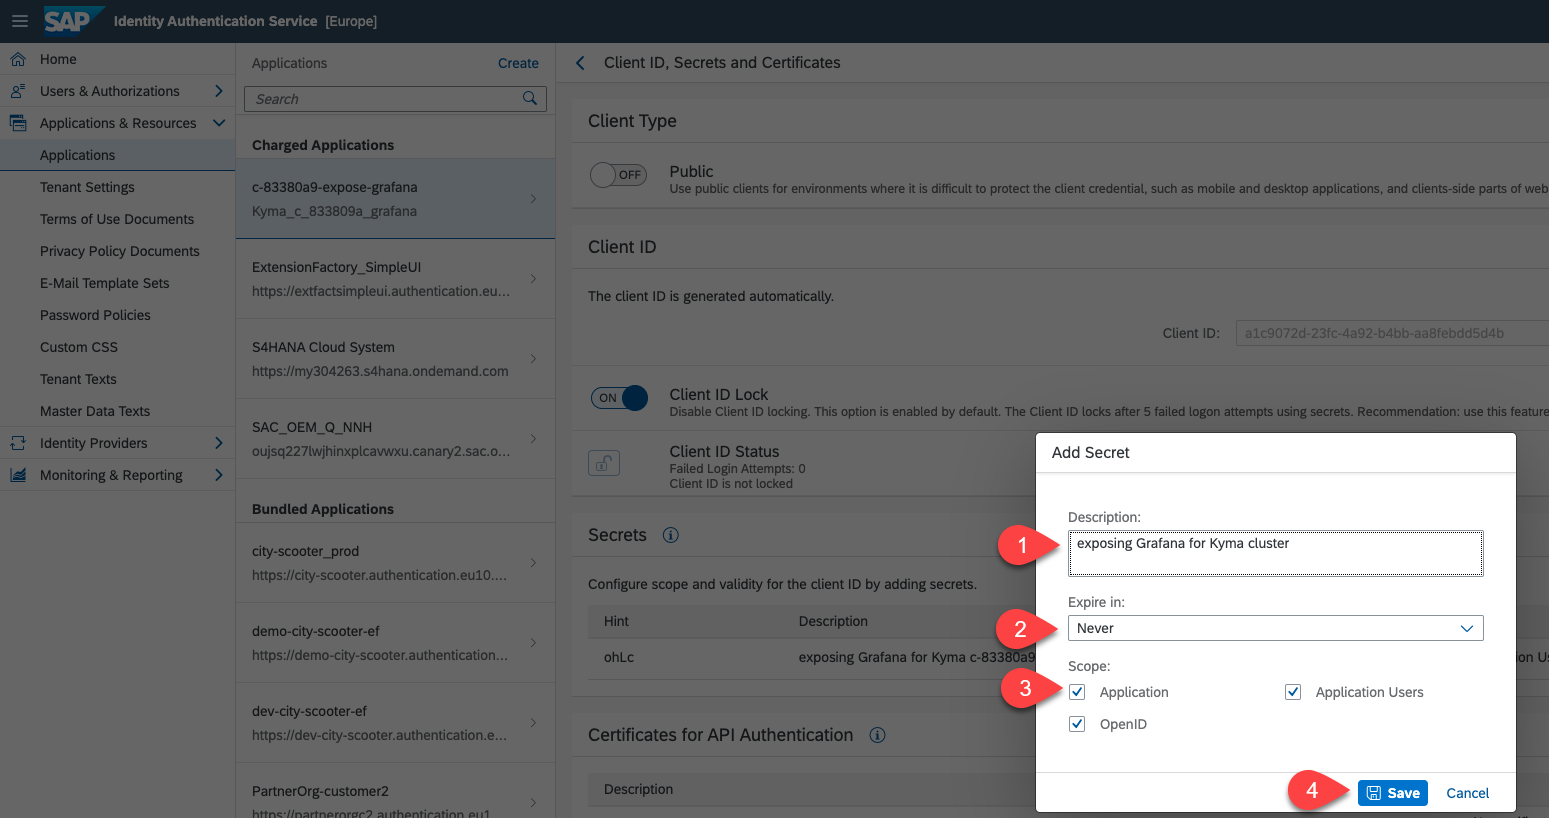 SAP Identity Authentication Service [Europe]
Home
Users & Authorizations
Applications & Resources
Applications
Tenant Settings
Terms of Use Documents
Privacy Policy Documents
E-Mail Template Sets
Password Policies
Custom CSS
Tenant Texts
Master Data Texts
Identity Providers
Monitoring & Reporting
Applications Create
Search
Charged Applications
c-83380a9-expose-grafana
Kyma_c_833809a_grafana
ExtensionFactory_SimpleUI
https://extfactsimpleui.authentication.eu...
S4HANA Cloud System
https://my304263.s4hana.ondemand.com
SAC_OEM_Q_NNH
oujsq227lwjhinxplcavwxu.canary2.sac.o...
Bundled Applications
city-scooter_prod
https://city-scooter.authentication.eu10....
demo-city-scooter-ef
https://demo-city-scooter.authentication...
dev-city-scooter-ef
https://dev-city-scooter.authentication.e...
PartnerOrg-customer2
https://partnerorgc2.authentication.eu1
Client ID, Secrets and Certificates
Client Type
OFF
Public
Use public clients for environments where it is difficult to protect the client credential, such as mobile and desktop applications, and clients-side parts of web
Client ID
The client ID is generated automatically.
Client ID: a1c9072d-23fc-4a92-b4bb-aa8febdd5d4b
ON
Client ID Lock
Disable Client ID locking. This option is enabled by default. The Client ID locks after 5 failed logon attempts using secrets. Recommendation: use this feature
Client ID Status
Failed Login Attempts: 0
Client ID is not locked
Secrets
Configure scope and validity for the client ID by adding secrets.
Hint Description
ohLc exposing Grafana for Kyma c-83380a9
Certificates for API Authentication
Description
Add Secret
Description:
1 exposing Grafana for Kyma cluster
Expire in:
2 Never
Scope:
3 Application Application Users
OpenID
4 Save Cancel